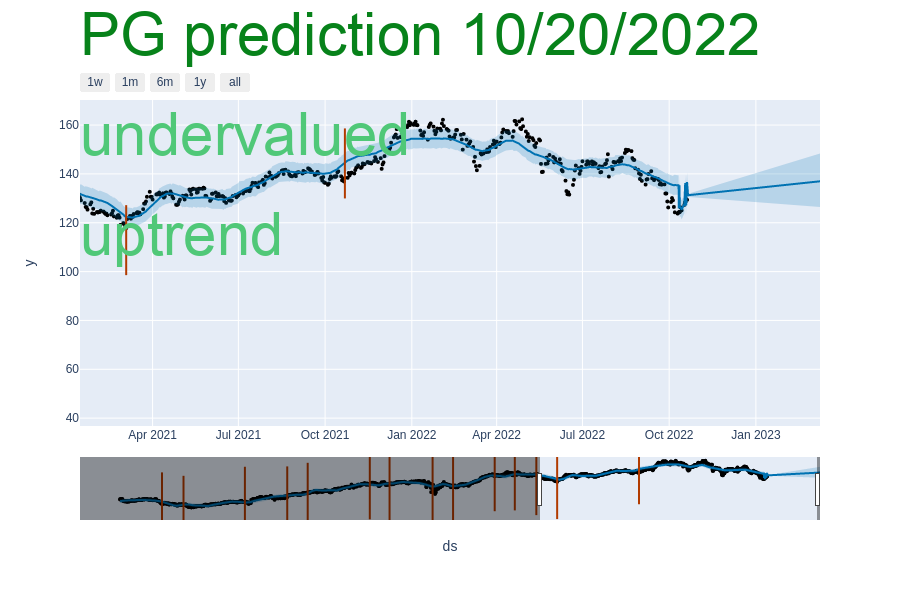 PG prediction 10/20/2022
1w 1m 6m 1y all
undervalued
uptrend
y
160
140
120
100
80
60
40
Apr 2021 Jul 2021 Oct 2021 Jan 2022 Apr 2022 Jul 2022 Oct 2022 Jan 2023
ds